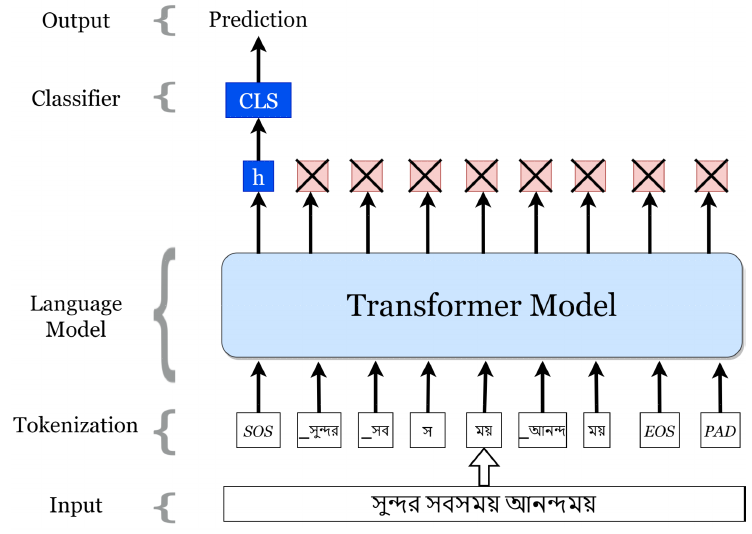 Output Prediction
Classifier CLS
h
Language Model Transformer Model
Tokenization SOS _সুন্দর _সব স ময় _আনন্দ ময় EOS PAD
Input সুন্দর সবসময় আনন্দময়